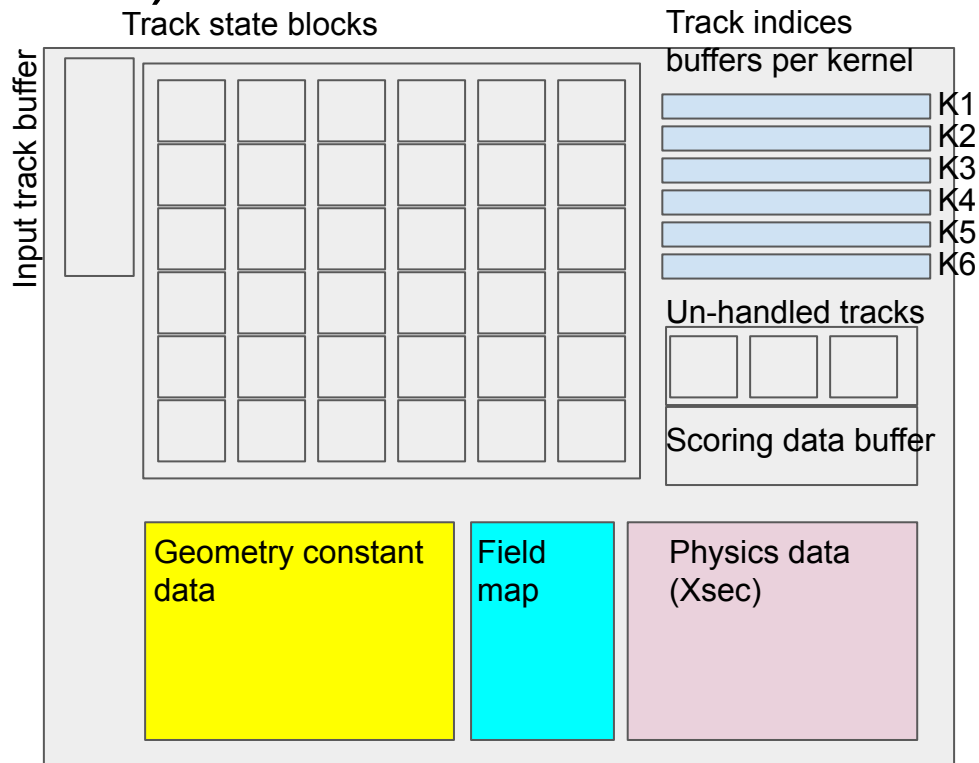 )
Track state blocks
Track indices
buffers per kernel
Input track buffer
K1
K2
K3
K4
K5
K6
Un-handled tracks
Scoring data buffer
Geometry constant
data
Field
map
Physics data
(Xsec)